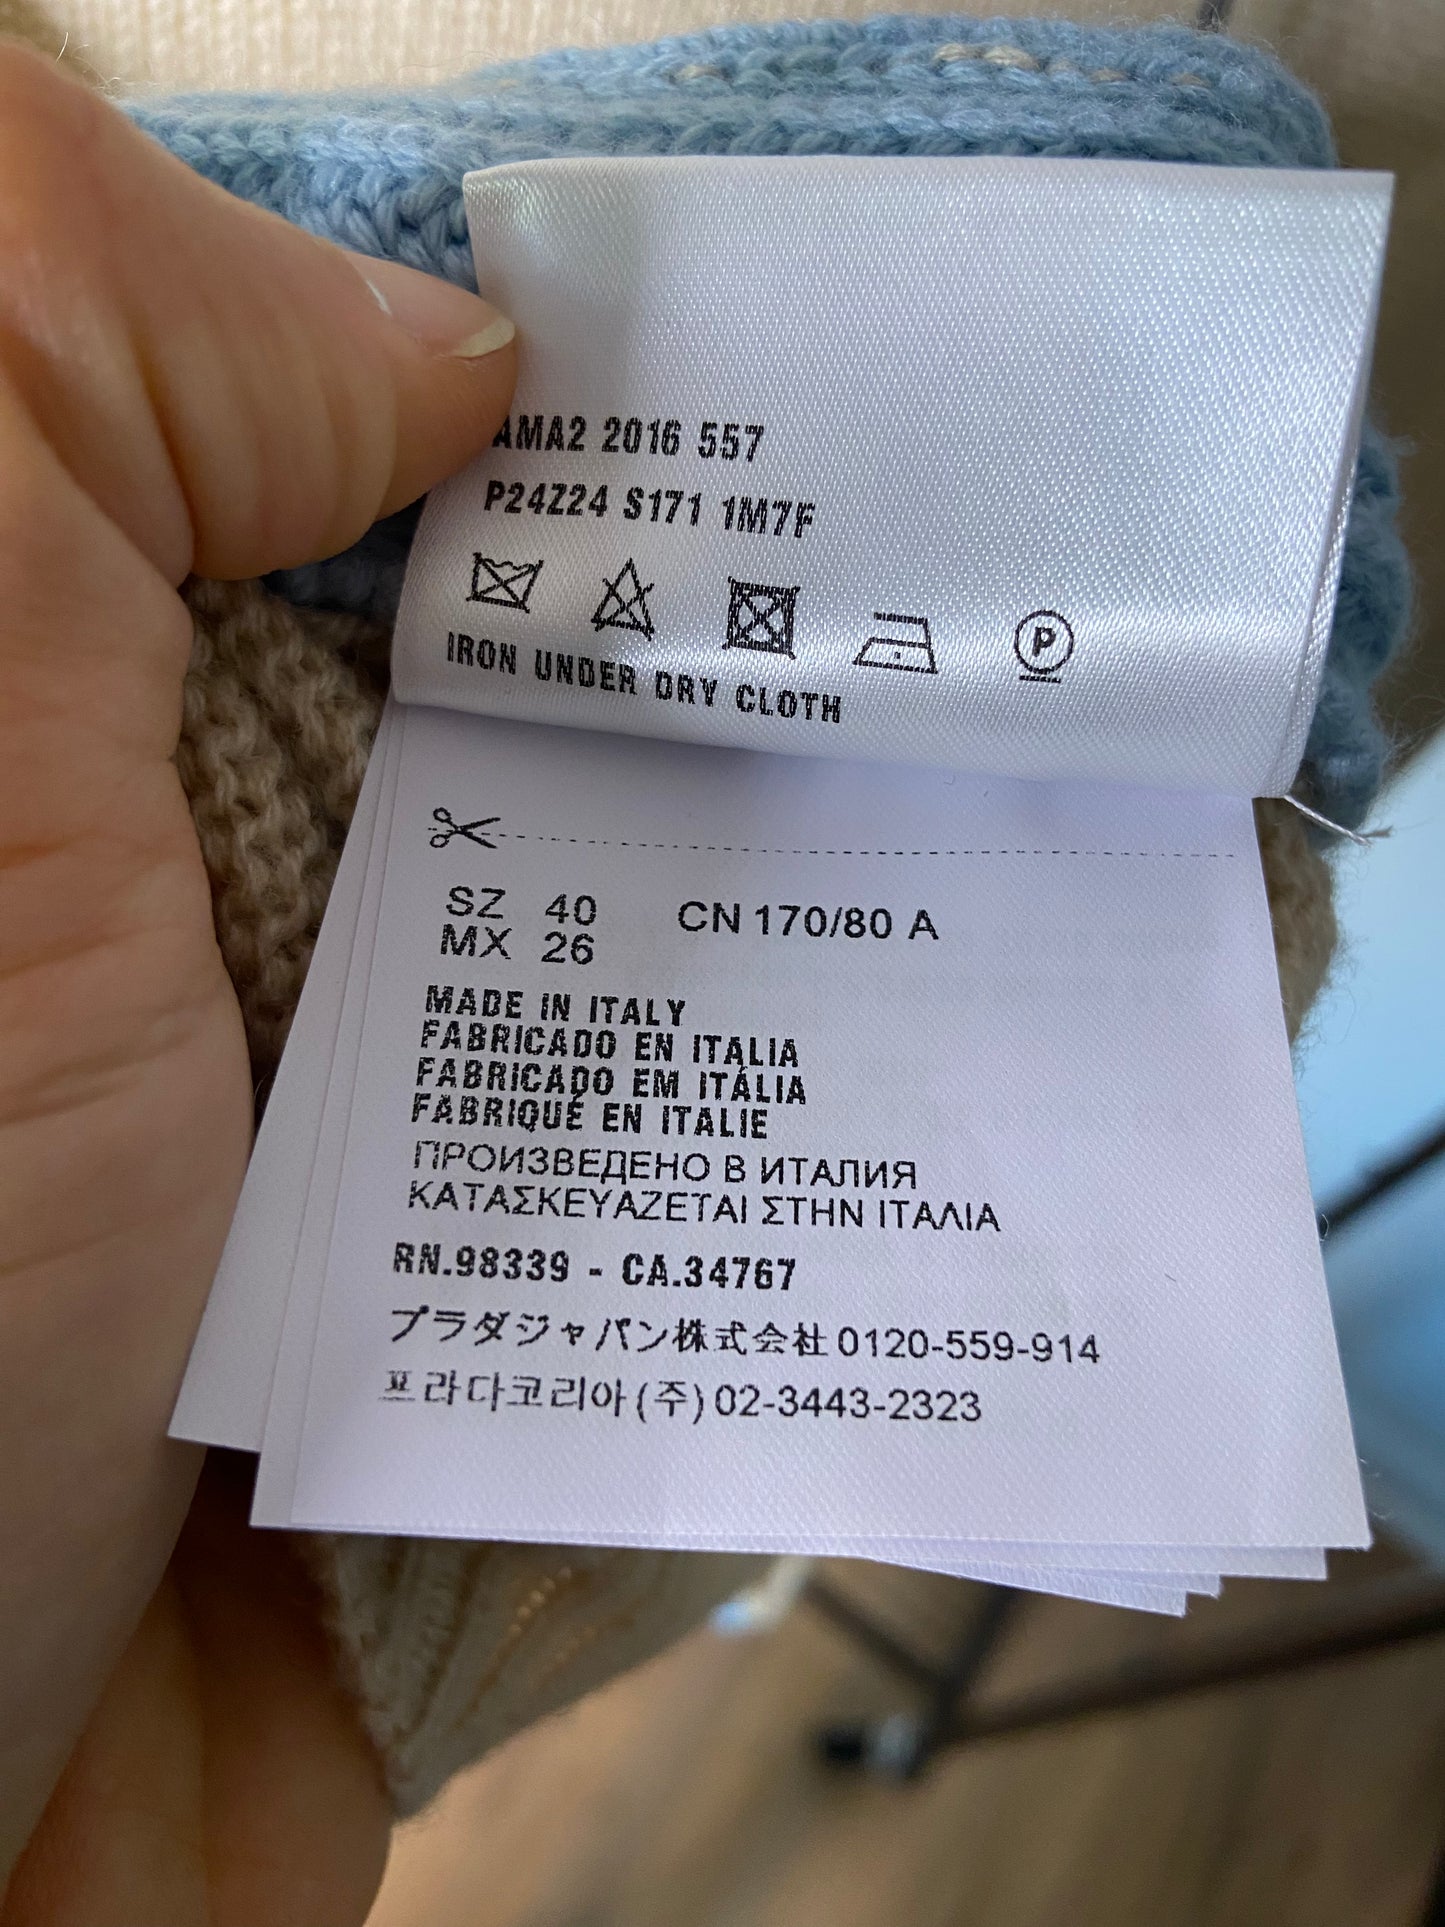 AMA2 2016 557
P24Z24 S171 1M7F
P
IRON UNDER DRY CLOTH
SZ 40 CN 170/80 A
MX 26
MADE IN ITALY
FABRICADO EN ITALIA
FABRICADO EM ITÁLIA
FABRIQUÉ EN ITALIE
ПРОИЗВЕДЕНО В ИТАЛИЯ
ΚΑΤΑΣΚΕΥΑΖΕΤΑΙ ΣΤΗΝ ΙΤΑΛΙΑ
RN.98339 - CA.34767
プラダジャパン株式会社 0120-559-914
프라다코리아(주) 02-3443-2323